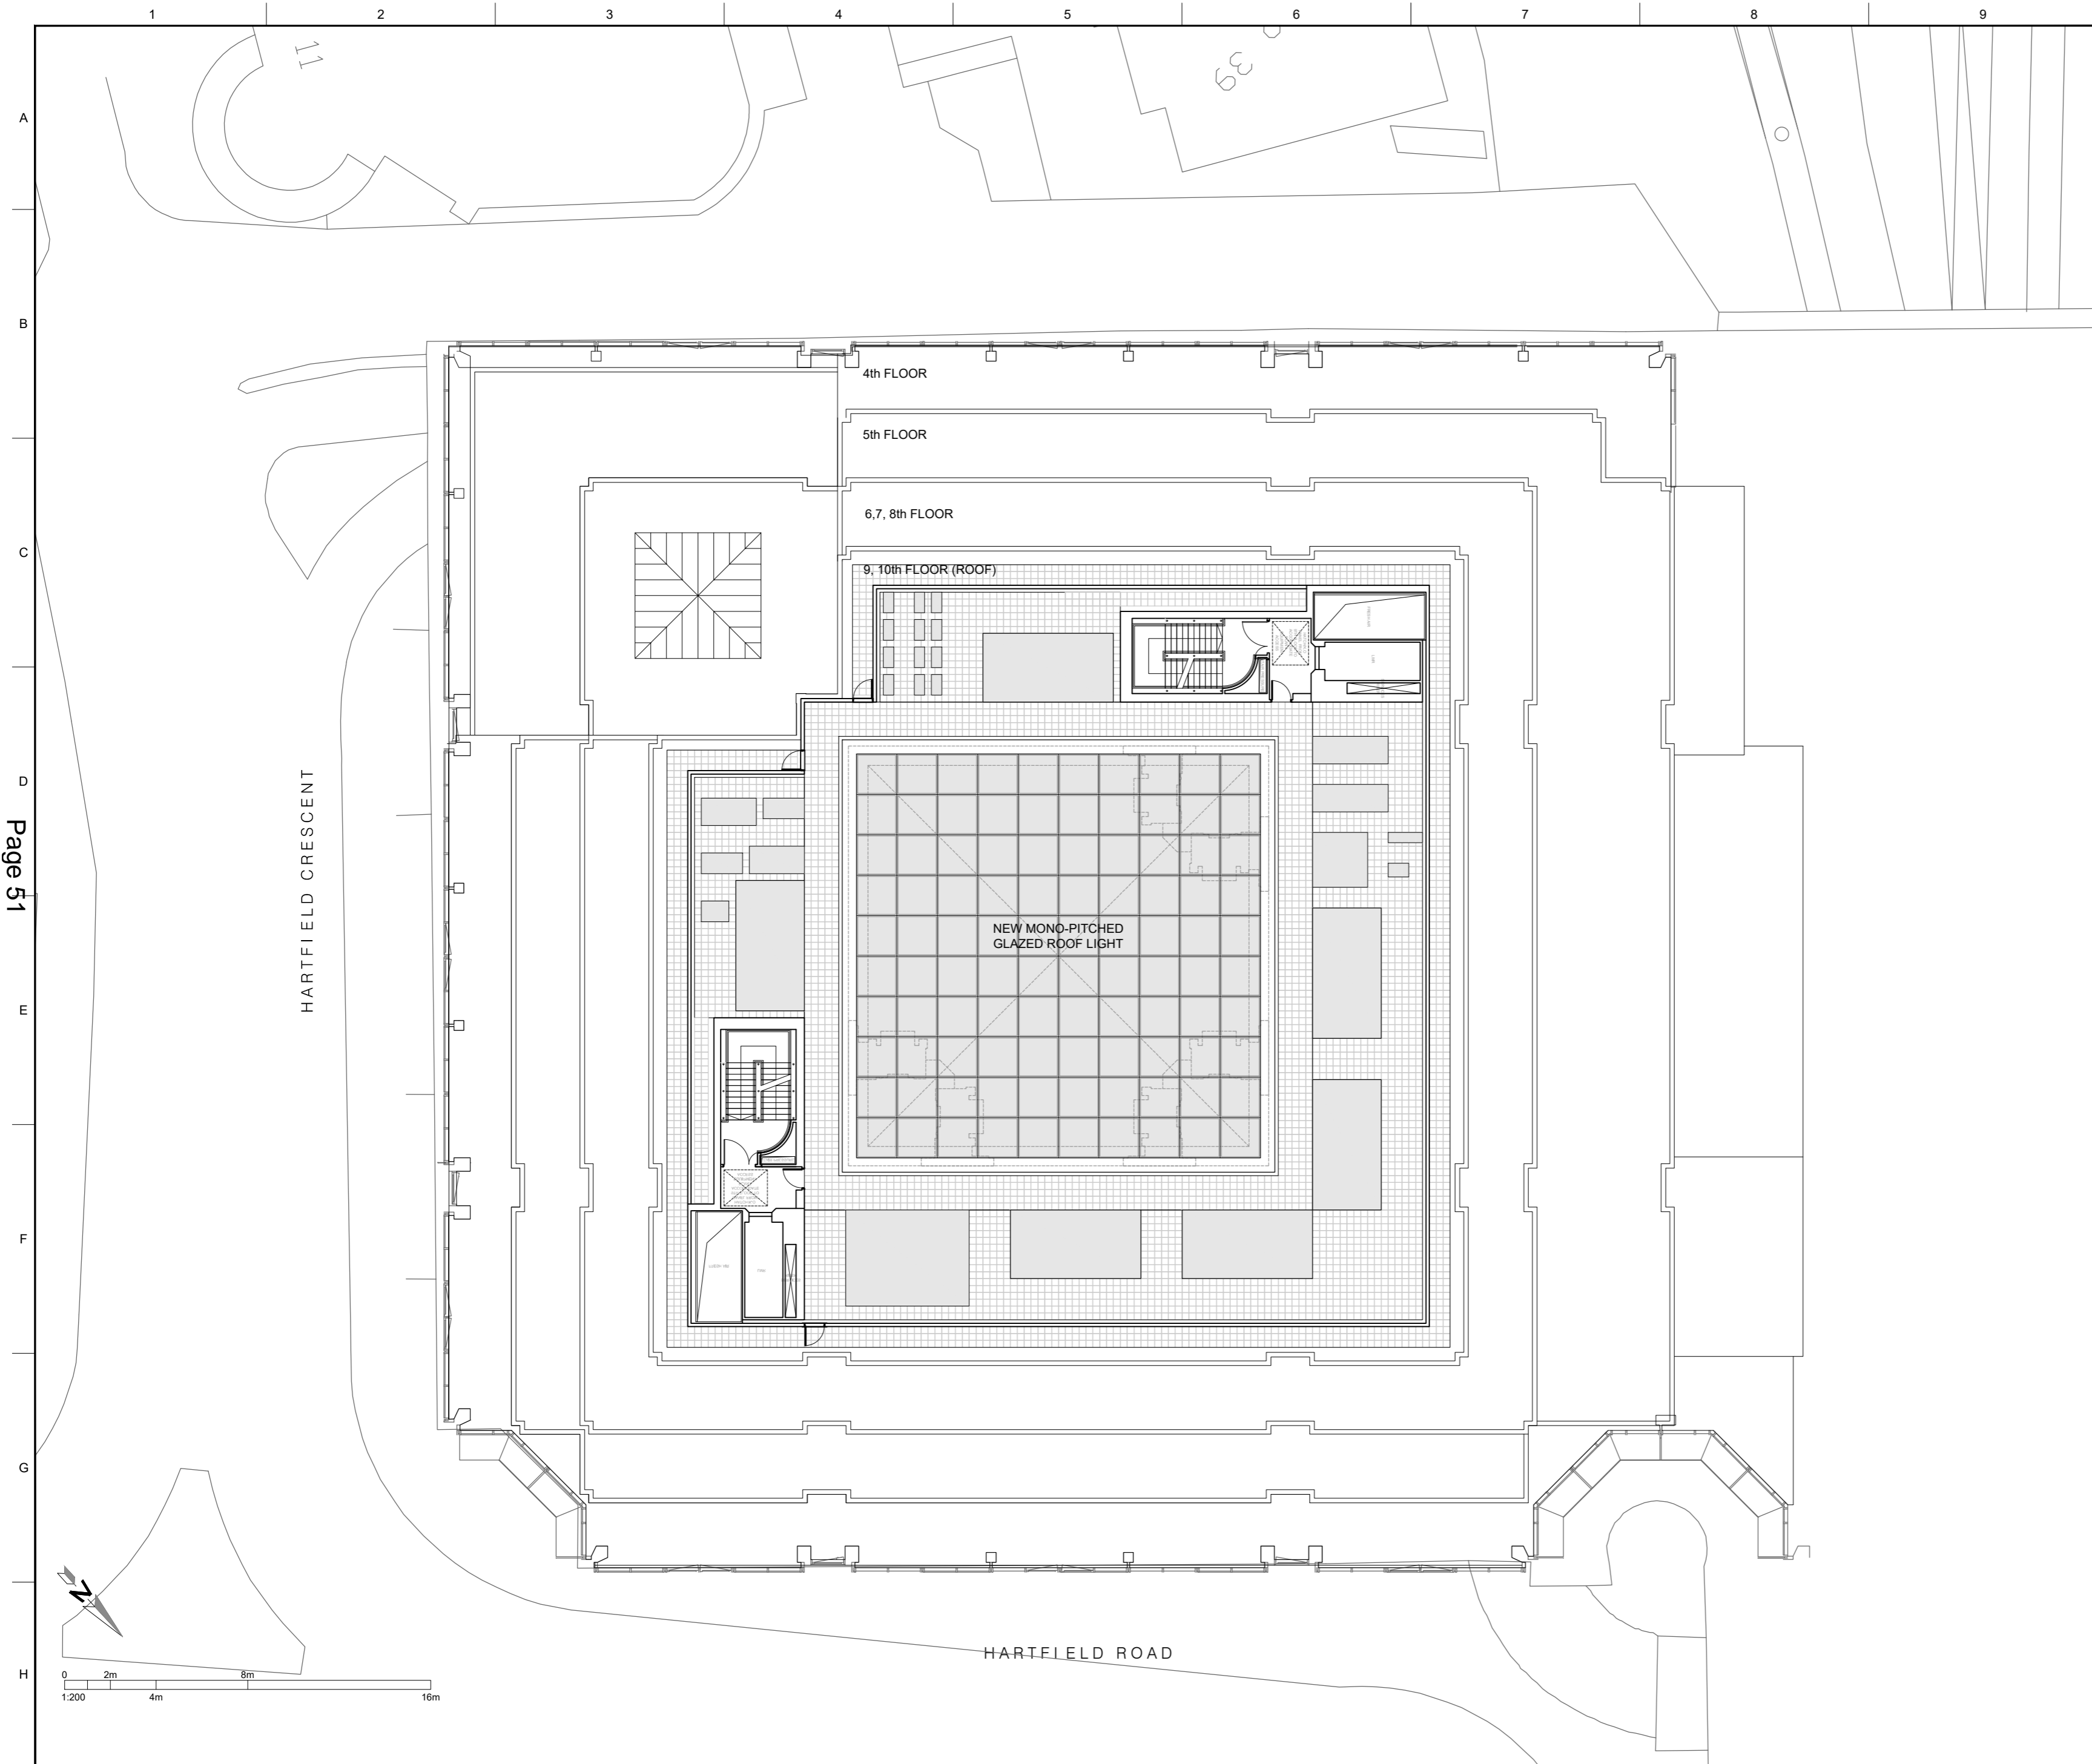 1 2 3 4 5 6 7 8 9
A
B
C
D
E
F
G
H
Page 51
11
39
4th FLOOR
5th FLOOR
6,7, 8th FLOOR
9, 10th FLOOR (ROOF)
NEW MONO-PITCHED
GLAZED ROOF LIGHT
HARTFIELD CRESCENT
HARTFIELD ROAD
N
0 2m 8m
1:200 4m 16m